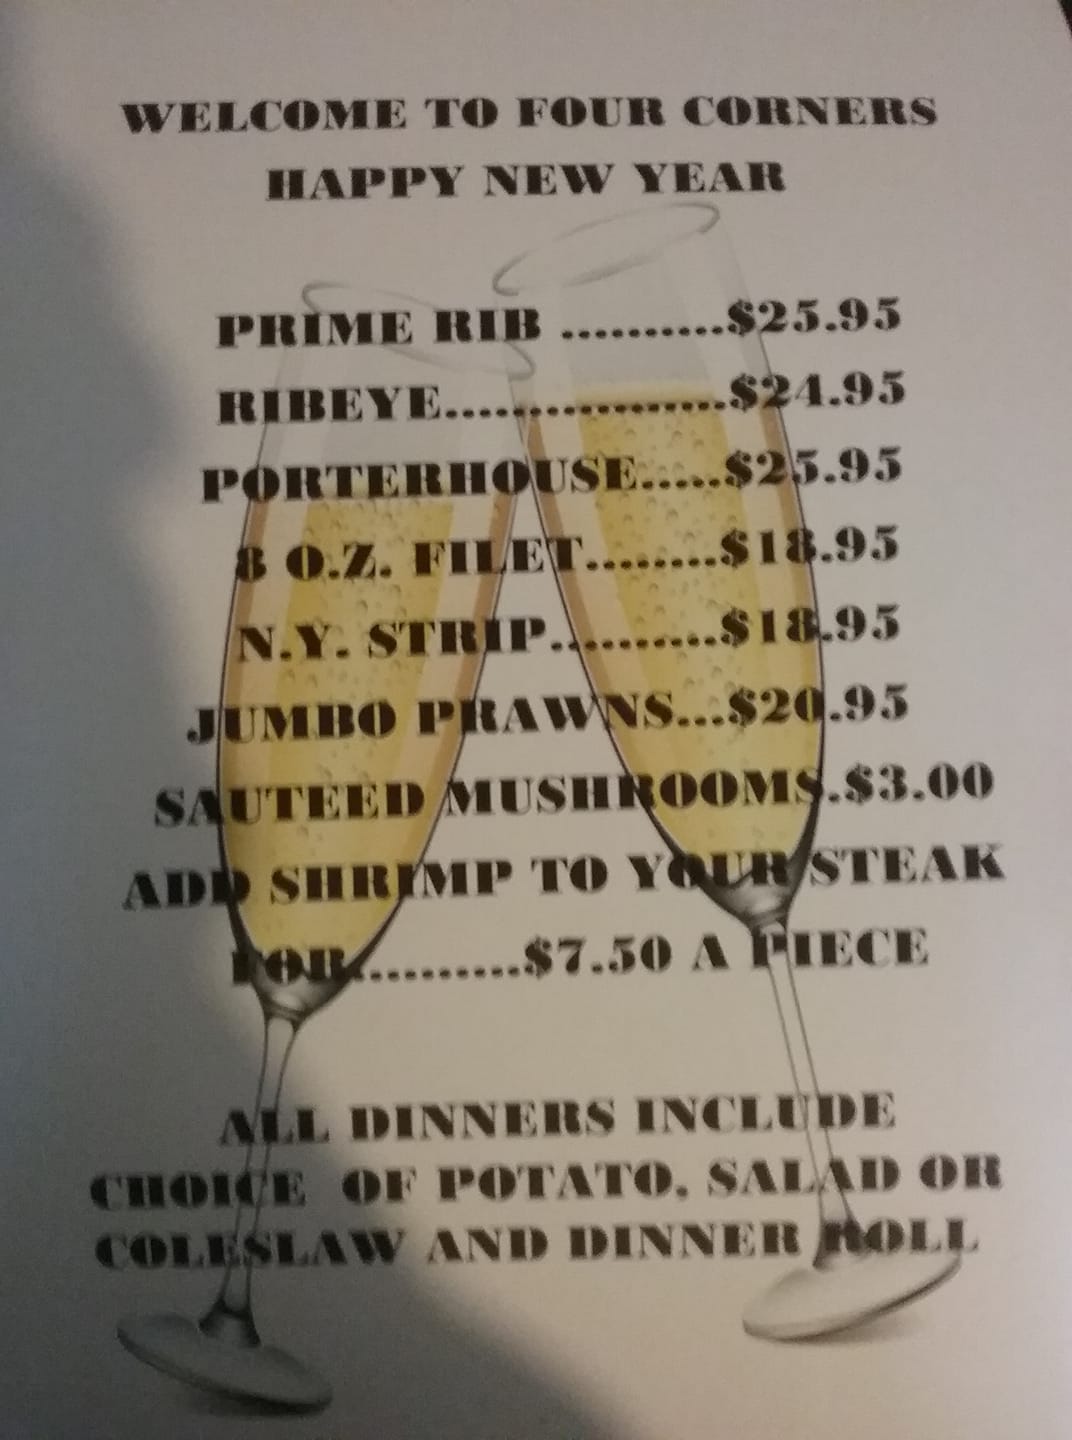 WELCOME TO FOUR CORNERS
HAPPY NEW YEAR
PRIME RIB ..........$25.95
RIBEYE.................$24.95
PORTERHOUSE.....$25.95
8 O.Z. FILET........$18.95
N.Y. STRIP..........$18.95
JUMBO PRAWNS...$20.95
SAUTEED MUSHROOMS.$3.00
ADD SHRIMP TO YOUR STEAK
FOR..........$7.50 A PIECE
ALL DINNERS INCLUDE
CHOICE OF POTATO, SALAD OR
COLESLAW AND DINNER ROLL